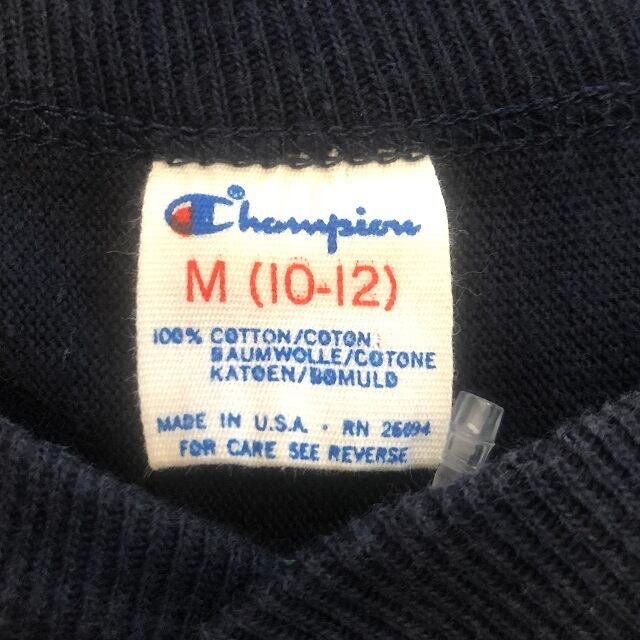 Champion®
M (10-12)
100% COTTON/COTON
BAUMWOLLE/COTONE
KATOEN/BOMULD
MADE IN U.S.A. · RN 26094
FOR CARE SEE REVERSE